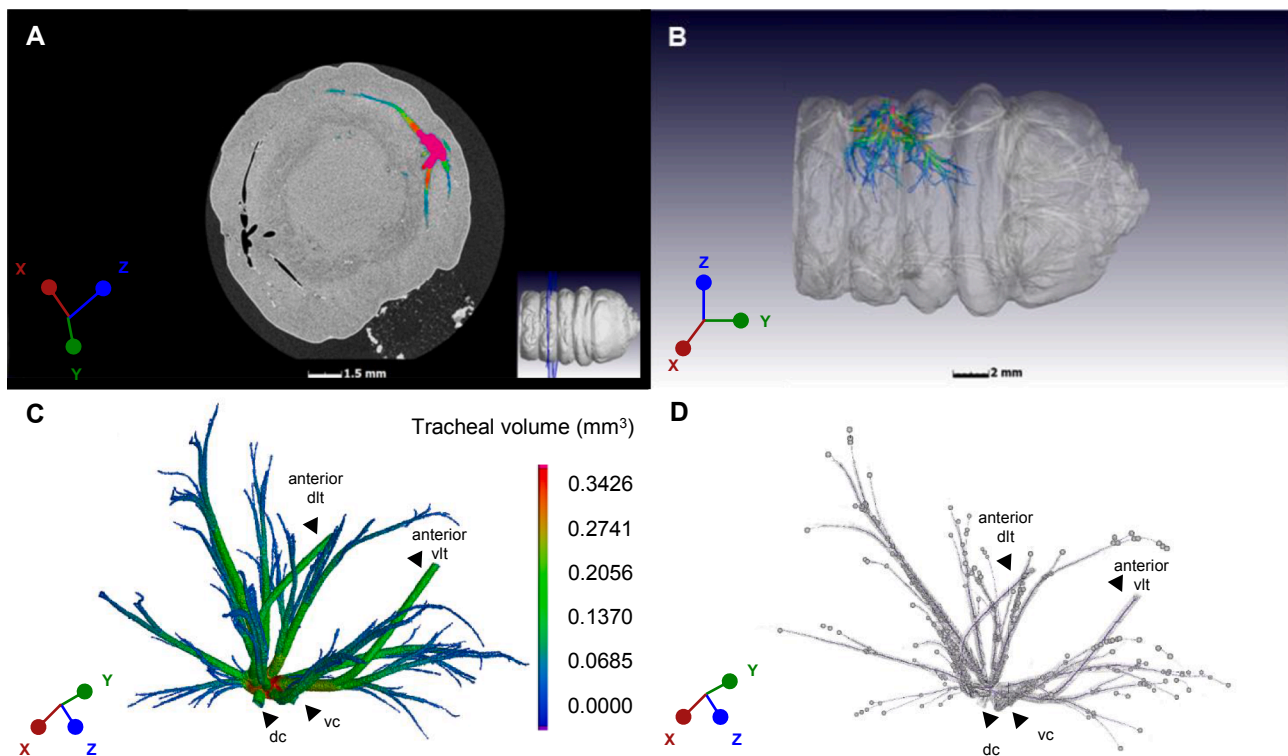 A
X
Z
Y
1.5 mm
B
Z
Y
X
2 mm
C
Tracheal volume (mm³)
0.3426
0.2741
0.2056
0.1370
0.0685
0.0000
anterior
dlt
anterior
vlt
dc
vc
Y
X
Z
D
anterior
dlt
anterior
vlt
dc
vc
Y
X
Z